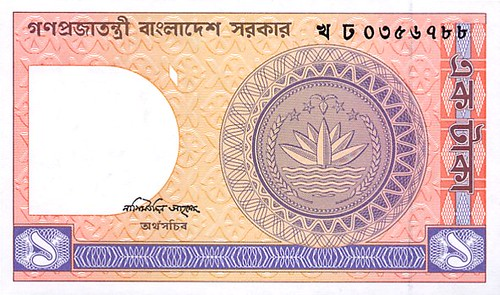 গণপ্রজাতন্ত্রী বাংলাদেশ সরকার
খ ঢ ০৩৫৬৭৮৮
এক টাকা
অর্থসচিব
১
১